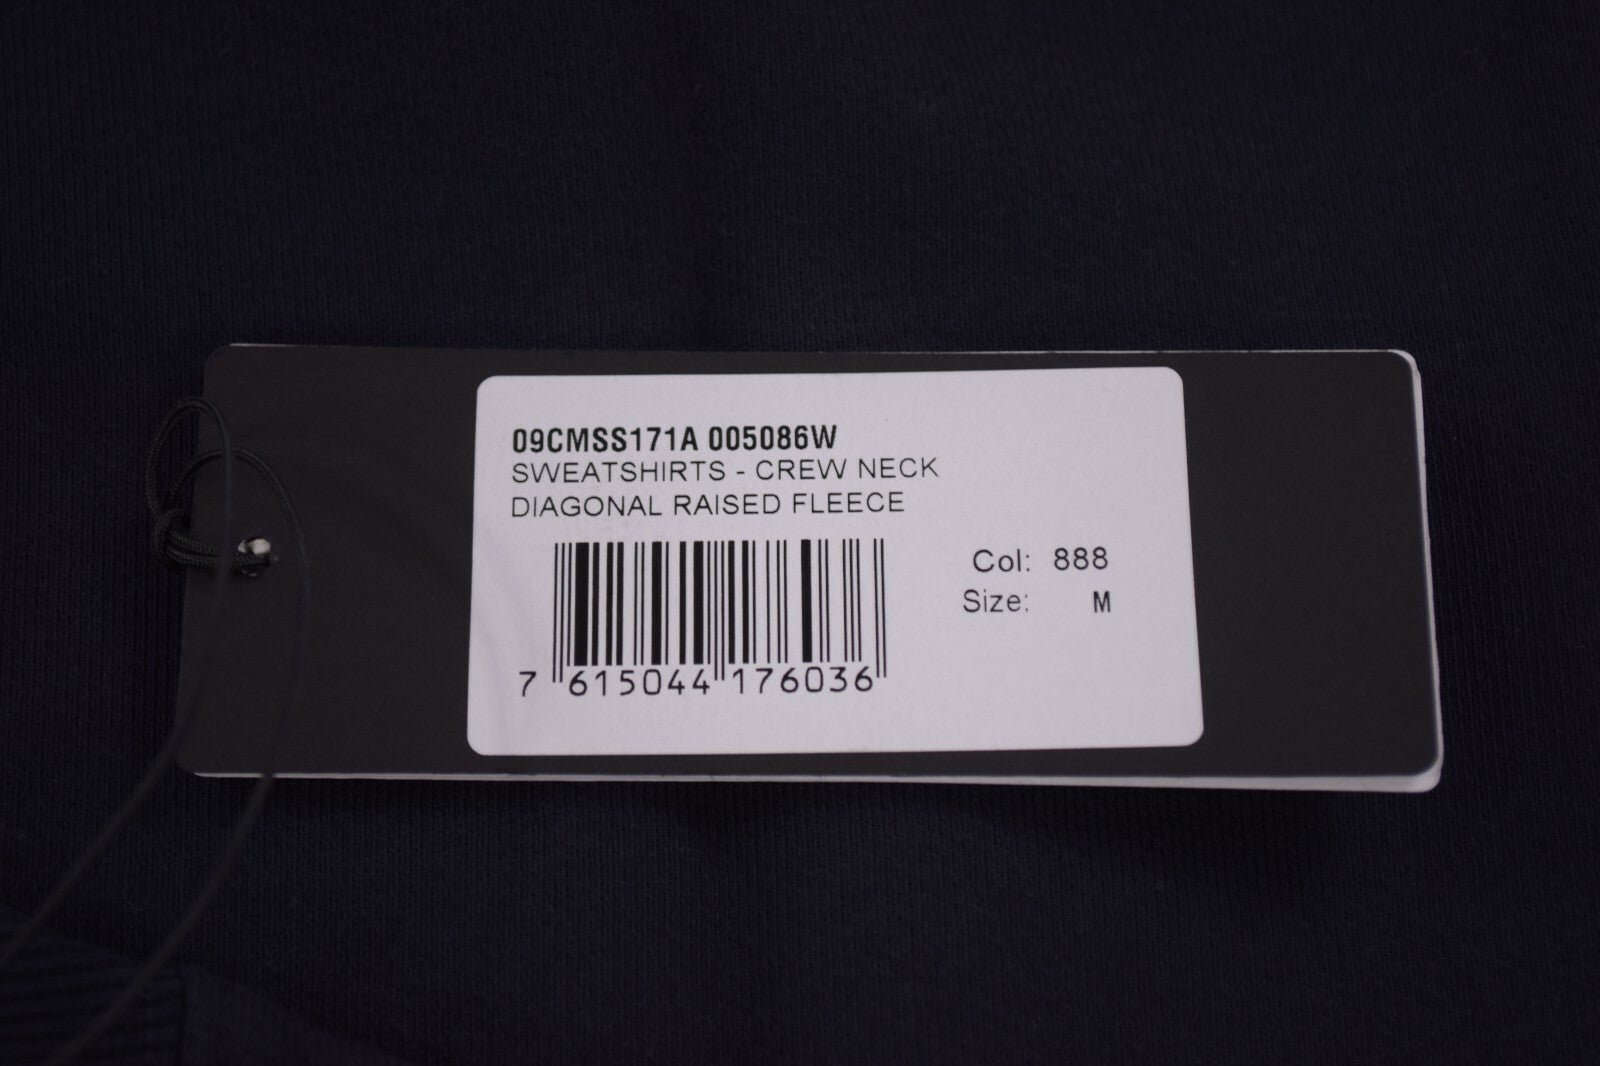 09CMSS171A 005086W
SWEATSHIRTS - CREW NECK
DIAGONAL RAISED FLEECE
Col: 888
Size: M
7 615044 176036